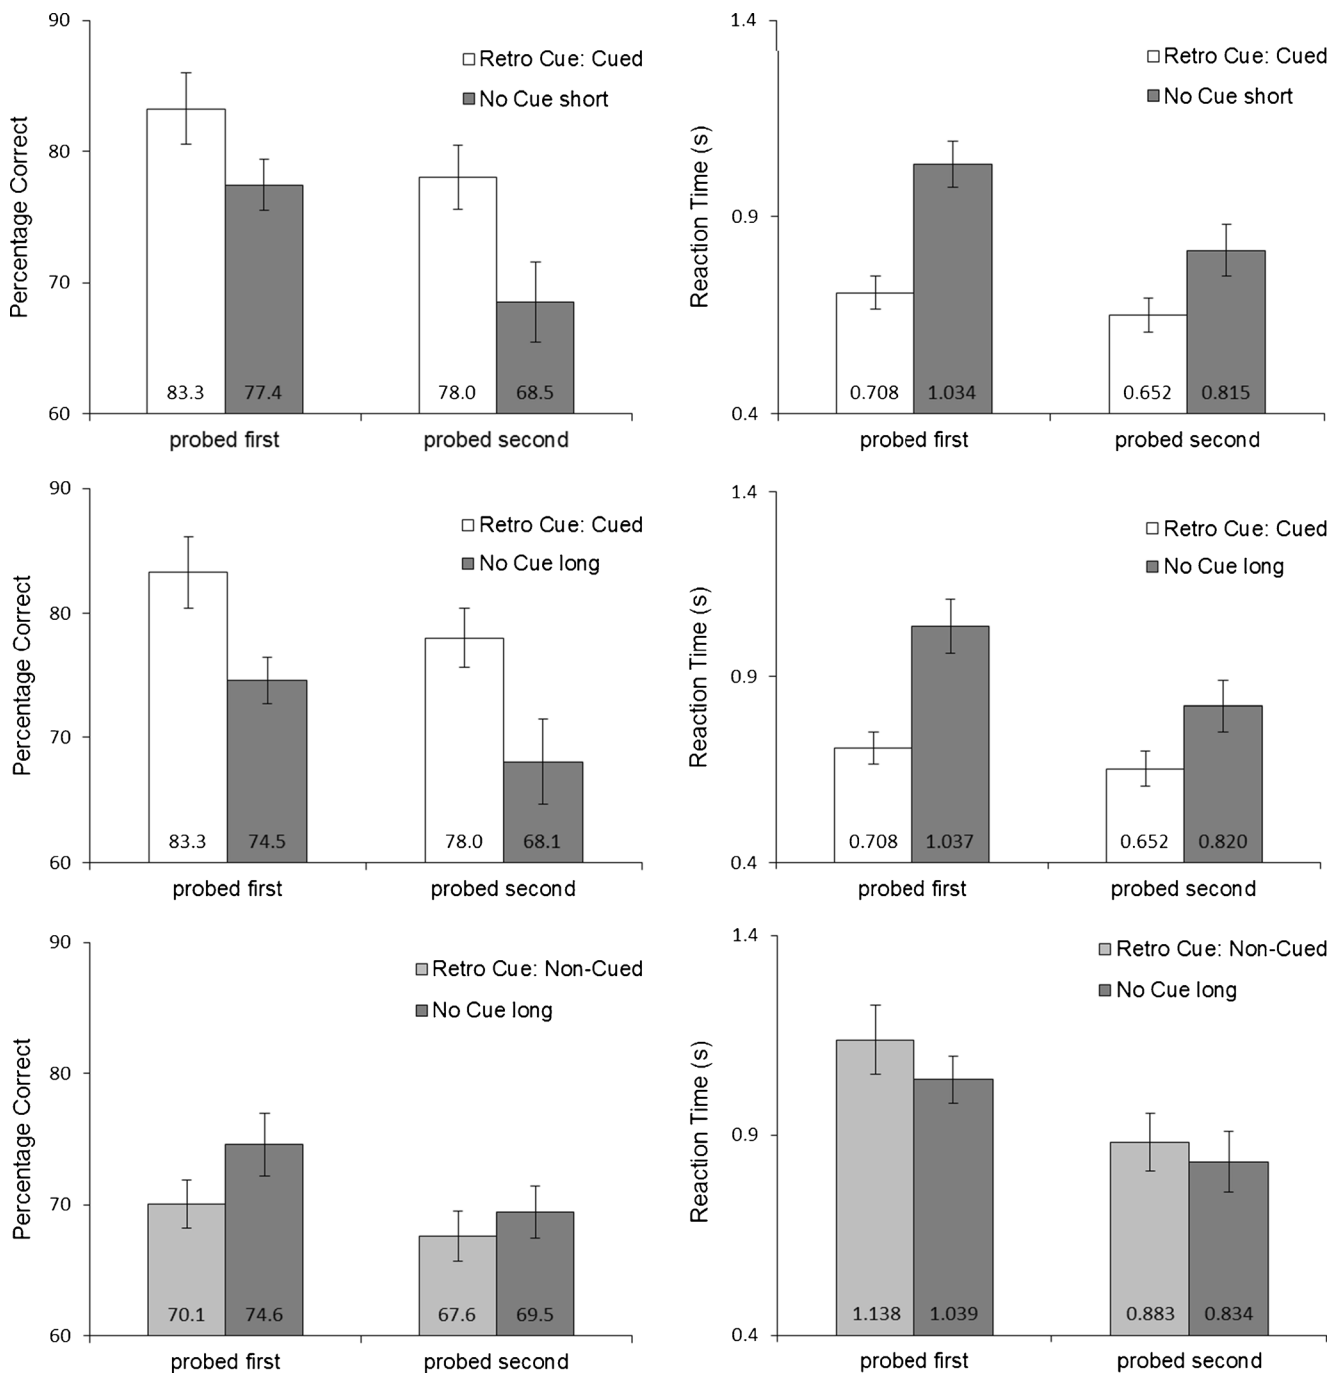 90
80
70
60
Percentage Correct
Retro Cue: Cued
No Cue short
83.3 77.4 78.0 68.5
probed first probed second
1.4
0.9
0.4
Reaction Time (s)
Retro Cue: Cued
No Cue short
0.708 1.034 0.652 0.815
probed first probed second
90
80
70
60
Percentage Correct
Retro Cue: Cued
No Cue long
83.3 74.5 78.0 68.1
probed first probed second
1.4
0.9
0.4
Reaction Time (s)
Retro Cue: Cued
No Cue long
0.708 1.037 0.652 0.820
probed first probed second
90
80
70
60
Percentage Correct
Retro Cue: Non-Cued
No Cue long
70.1 74.6 67.6 69.5
probed first probed second
1.4
0.9
0.4
Reaction Time (s)
Retro Cue: Non-Cued
No Cue long
1.138 1.039 0.883 0.834
probed first probed second